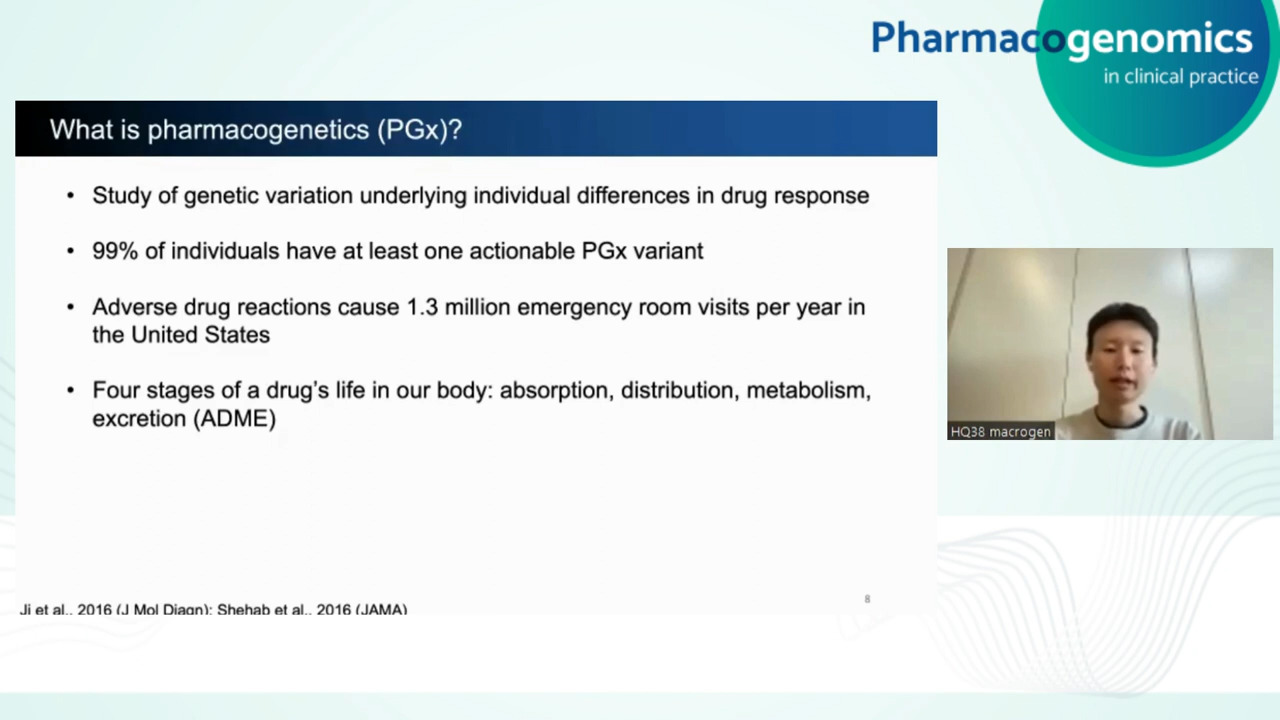 Pharmacogenomics
in clinical practice
What is pharmacogenetics (PGx)?
• Study of genetic variation underlying individual differences in drug response
• 99% of individuals have at least one actionable PGx variant
• Adverse drug reactions cause 1.3 million emergency room visits per year in
the United States
• Four stages of a drug’s life in our body: absorption, distribution, metabolism,
excretion (ADME)
HQ38 macrogen
8
Ji et al., 2016 (J Mol Diagn); Shehab et al., 2016 (JAMA)